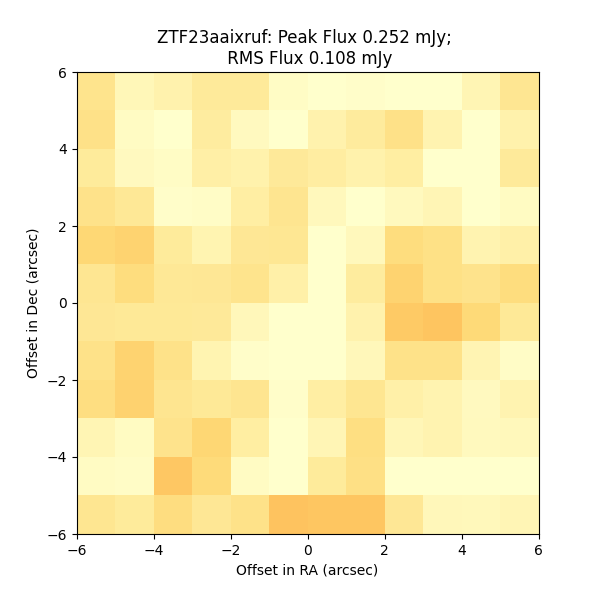 ZTF23aaixruf: Peak Flux 0.252 mJy;
RMS Flux 0.108 mJy
6
4
2
0
−2
−4
−6
Offset in Dec (arcsec)
−6 −4 −2 0 2 4 6
Offset in RA (arcsec)